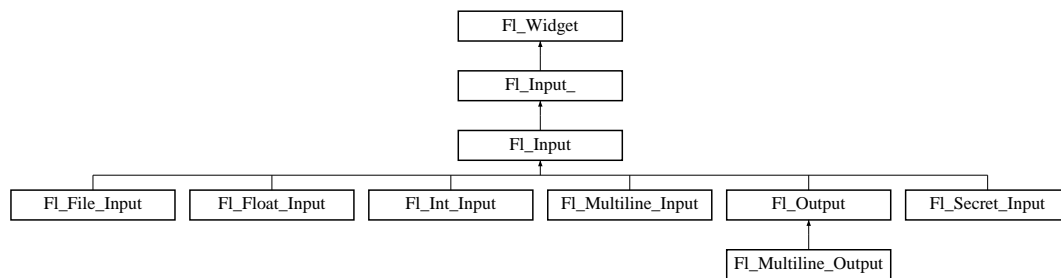 Fl_Widget
Fl_Input_
Fl_Input
Fl_File_Input
Fl_Float_Input
Fl_Int_Input
Fl_Multiline_Input
Fl_Output
Fl_Secret_Input
Fl_Multiline_Output